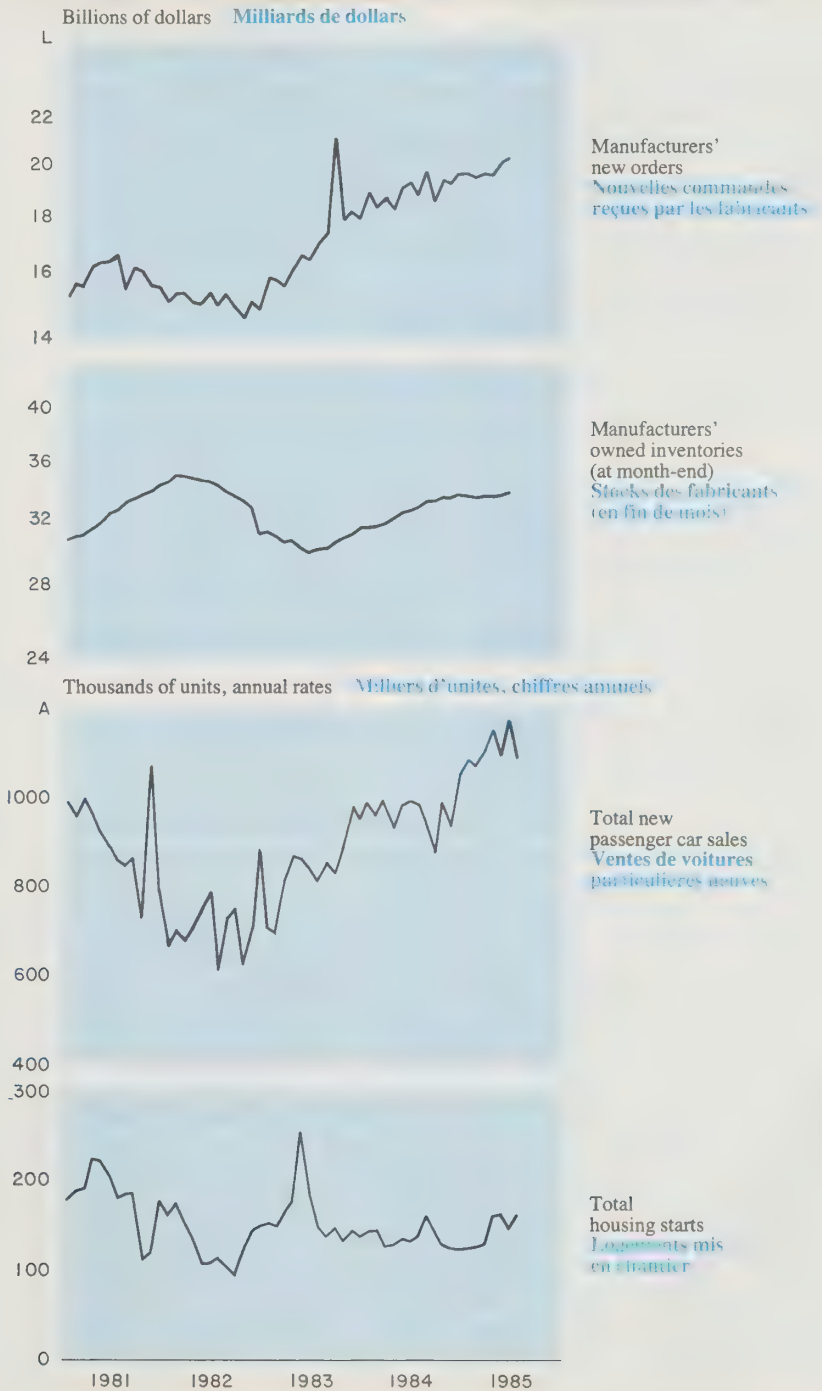 Billions of dollars Milliards de dollars
L
22
20
18
16
14
Manufacturers'
new orders
Nouvelles commandes
reçues par les fabricants
40
36
32
28
24
Manufacturers'
owned inventories
(at month-end)
Stocks des fabricants
(en fin de mois)
Thousands of units, annual rates Milliers d'unites, chiffres annuels
A
1000
800
600
400
Total new
passenger car sales
Ventes de voitures
particulieres neuves
300
200
100
0
Total
housing starts
Logements mis
en chantier
1981 1982 1983 1984 1985